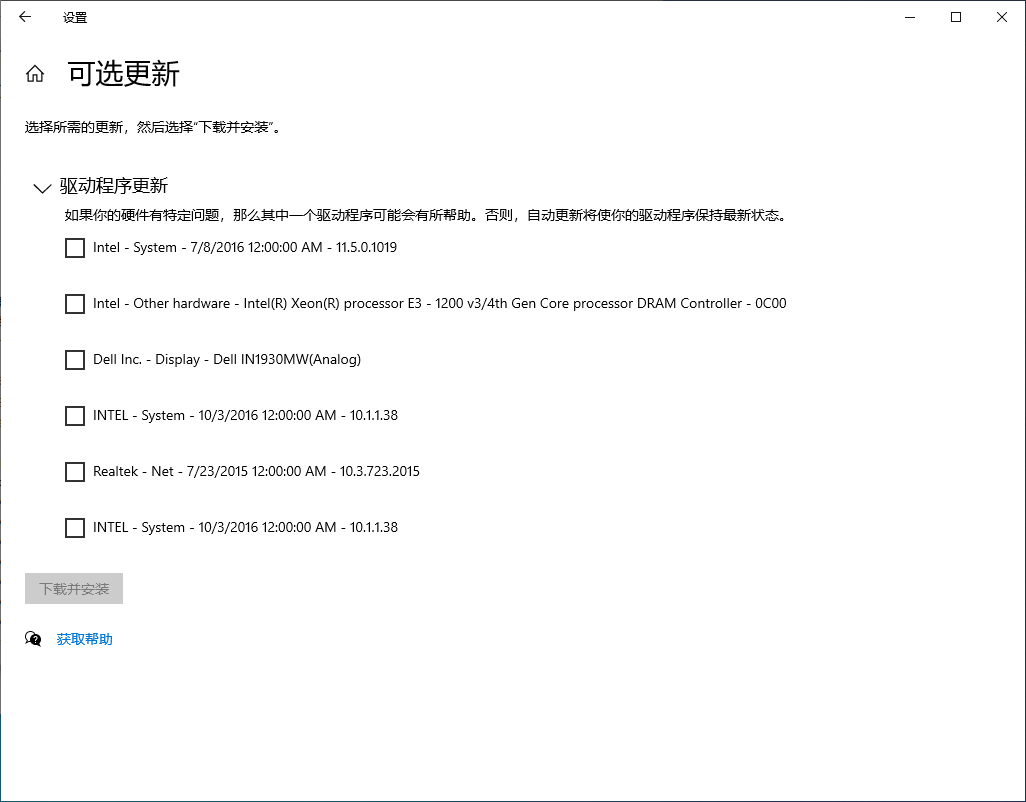 设置
可选更新
选择所需的更新，然后选择"下载并安装"。
驱动程序更新
如果你的硬件有特定问题，那么其中一个驱动程序可能会有所帮助。否则，自动更新将使你的驱动程序保持最新状态。
Intel - System - 7/8/2016 12:00:00 AM - 11.5.0.1019
Intel - Other hardware - Intel(R) Xeon(R) processor E3 - 1200 v3/4th Gen Core processor DRAM Controller - 0C00
Dell Inc. - Display - Dell IN1930MW(Analog)
INTEL - System - 10/3/2016 12:00:00 AM - 10.1.1.38
Realtek - Net - 7/23/2015 12:00:00 AM - 10.3.723.2015
INTEL - System - 10/3/2016 12:00:00 AM - 10.1.1.38
下载并安装
获取帮助